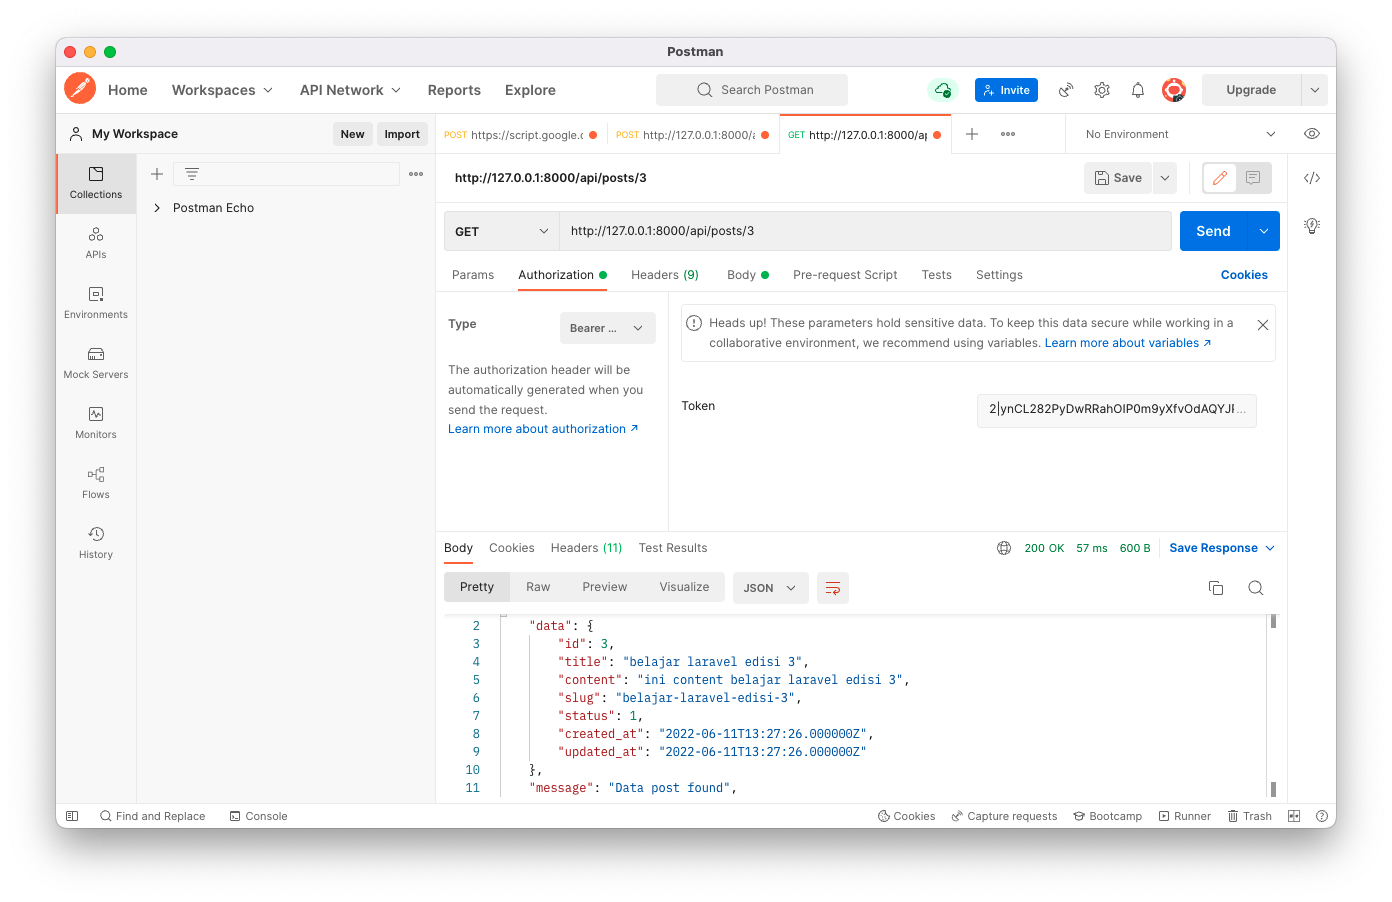 Postman
Home Workspaces API Network Reports Explore Search Postman Invite Upgrade
My Workspace New Import POST https://script.google.c POST http://127.0.0.1:8000/a GET http://127.0.0.1:8000/ap No Environment
Collections
APIs
Environments
Mock Servers
Monitors
Flows
History
Postman Echo
http://127.0.0.1:8000/api/posts/3 Save
GET http://127.0.0.1:8000/api/posts/3 Send
Params Authorization Headers (9) Body Pre-request Script Tests Settings Cookies
Type Bearer ...
The authorization header will be
automatically generated when you
send the request.
Learn more about authorization ↗
Heads up! These parameters hold sensitive data. To keep this data secure while working in a
collaborative environment, we recommend using variables. Learn more about variables ↗
Token
Body Cookies Headers (11) Test Results 200 OK 57 ms 600 B Save Response
Pretty Raw Preview Visualize JSON
2 "data": {
3 "id": 3,
4 "title": "belajar laravel edisi 3",
5 "content": "ini content belajar laravel edisi 3",
6 "slug": "belajar-laravel-edisi-3",
7 "status": 1,
8 "created_at": "2022-06-11T13:27:26.000000Z",
9 "updated_at": "2022-06-11T13:27:26.000000Z"
10 },
11 "message": "Data post found",
Find and Replace Console Cookies Capture requests Bootcamp Runner Trash